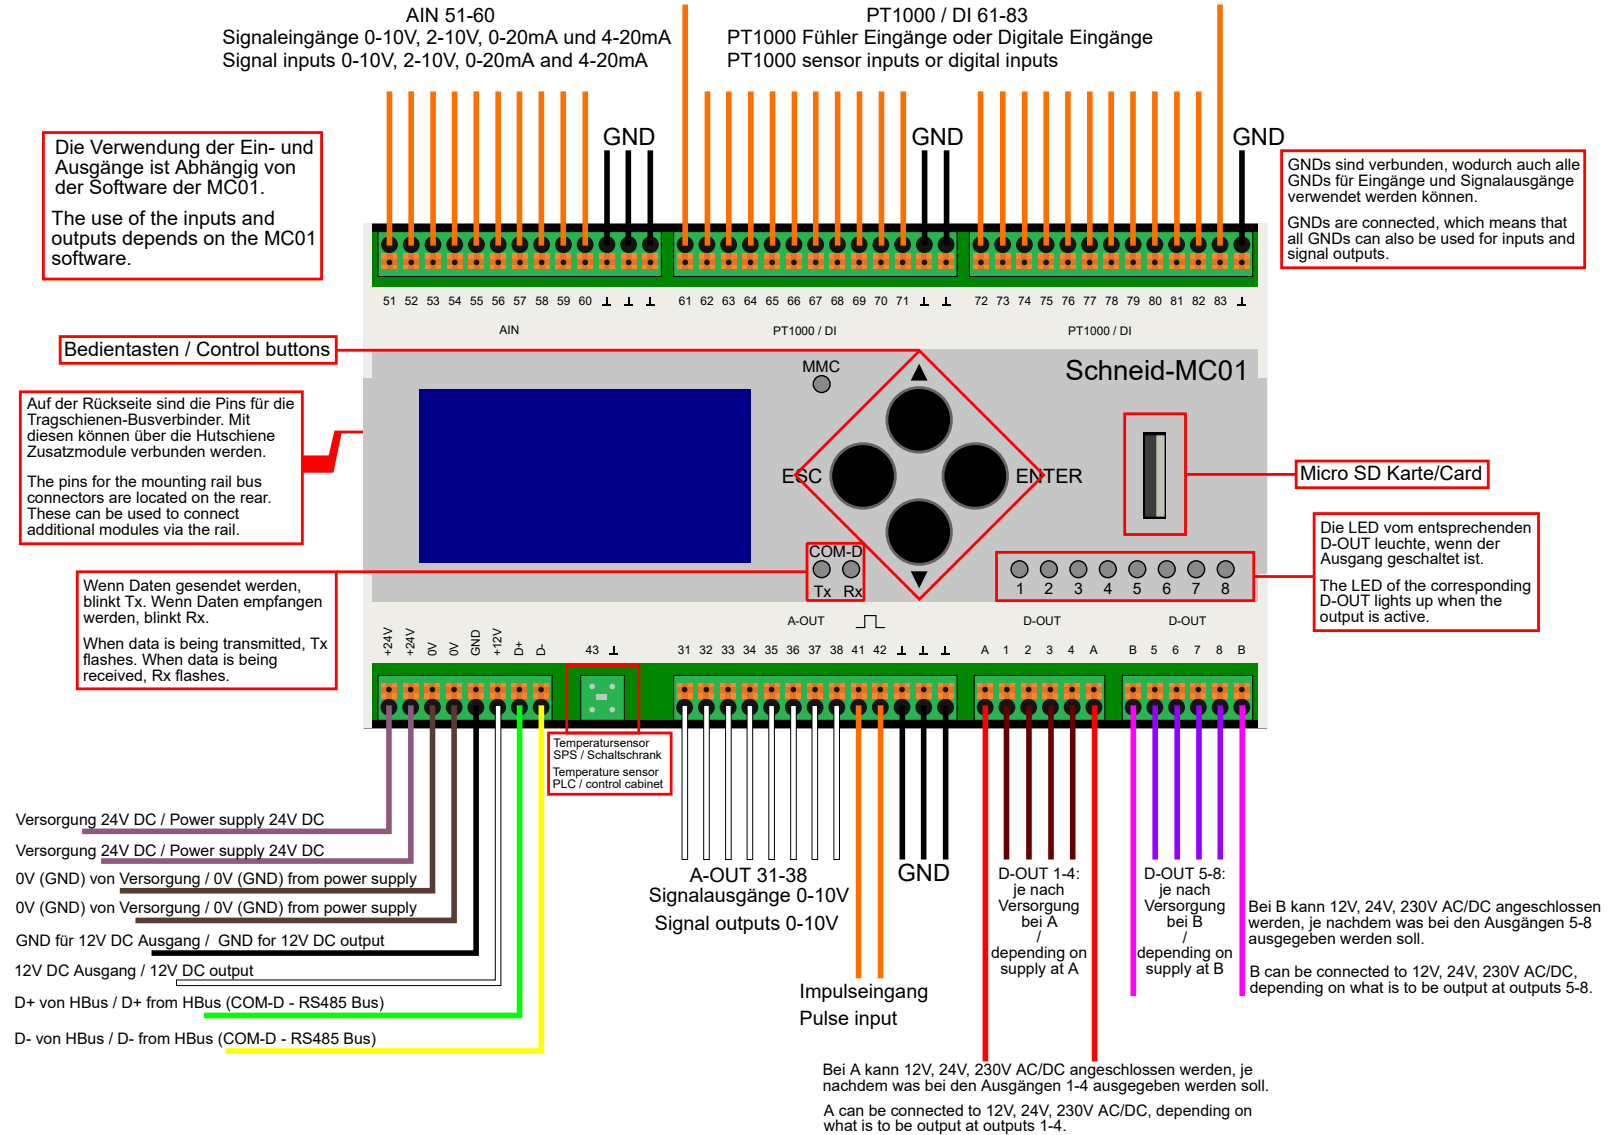 AIN 51-60
Signaleingänge 0-10V, 2-10V, 0-20mA und 4-20mA
Signal inputs 0-10V, 2-10V, 0-20mA and 4-20mA
PT1000 / DI 61-83
PT1000 Fühler Eingänge oder Digitale Eingänge
PT1000 sensor inputs or digital inputs
GND
GND
GND
Die Verwendung der Ein- und
Ausgänge ist Abhängig von
der Software der MC01.
The use of the inputs and
outputs depends on the MC01
software.
GNDs sind verbunden, wodurch auch alle
GNDs für Eingänge und Signalausgänge
verwendet werden können.
GNDs are connected, which means that
all GNDs can also be used for inputs and
signal outputs.
51 52 53 54 55 56 57 58 59 60 ⊥ ⊥ ⊥
61 62 63 64 65 66 67 68 69 70 71 ⊥ ⊥
72 73 74 75 76 77 78 79 80 81 82 83 ⊥
AIN
PT1000 / DI
PT1000 / DI
Bedientasten / Control buttons
MMC
Schneid-MC01
ESC
ENTER
Auf der Rückseite sind die Pins für die
Tragschienen-Busverbinder. Mit
diesen können über die Hutschiene
Zusatzmodule verbunden werden.
The pins for the mounting rail bus
connectors are located on the rear.
These can be used to connect
additional modules via the rail.
Micro SD Karte/Card
Die LED vom entsprechenden
D-OUT leuchte, wenn der
Ausgang geschaltet ist.
The LED of the corresponding
D-OUT lights up when the
output is active.
COM-D
Tx Rx
1 2 3 4 5 6 7 8
Wenn Daten gesendet werden,
blinkt Tx. Wenn Daten empfangen
werden, blinkt Rx.
When data is being transmitted, Tx
flashes. When data is being
received, Rx flashes.
A-OUT
D-OUT
D-OUT
+24V +24V 0V 0V GND +12V D+ D-
43 ⊥
31 32 33 34 35 36 37 38 41 42 ⊥ ⊥ ⊥
A 1 2 3 4 A
B 5 6 7 8 B
Temperatursensor
SPS / Schaltschrank
Temperature sensor
PLC / control cabinet
Versorgung 24V DC / Power supply 24V DC
Versorgung 24V DC / Power supply 24V DC
0V (GND) von Versorgung / 0V (GND) from power supply
0V (GND) von Versorgung / 0V (GND) from power supply
GND für 12V DC Ausgang / GND for 12V DC output
12V DC Ausgang / 12V DC output
D+ von HBus / D+ from HBus (COM-D - RS485 Bus)
D- von HBus / D- from HBus (COM-D - RS485 Bus)
A-OUT 31-38
Signalausgänge 0-10V
Signal outputs 0-10V
GND
Impulseingang
Pulse input
D-OUT 1-4:
je nach
Versorgung
bei A
/
depending on
supply at A
D-OUT 5-8:
je nach
Versorgung
bei B
/
depending on
supply at B
Bei B kann 12V, 24V, 230V AC/DC angeschlossen
werden, je nachdem was bei den Ausgängen 5-8
ausgegeben werden soll.
B can be connected to 12V, 24V, 230V AC/DC,
depending on what is to be output at outputs 5-8.
Bei A kann 12V, 24V, 230V AC/DC angeschlossen werden, je
nachdem was bei den Ausgängen 1-4 ausgegeben werden soll.
A can be connected to 12V, 24V, 230V AC/DC, depending on
what is to be output at outputs 1-4.